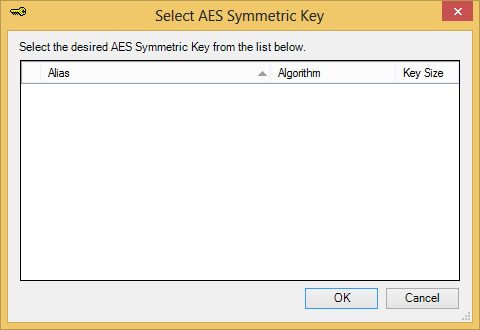 Select AES Symmetric Key
Select the desired AES Symmetric Key from the list below.
Alias Algorithm Key Size
OK Cancel